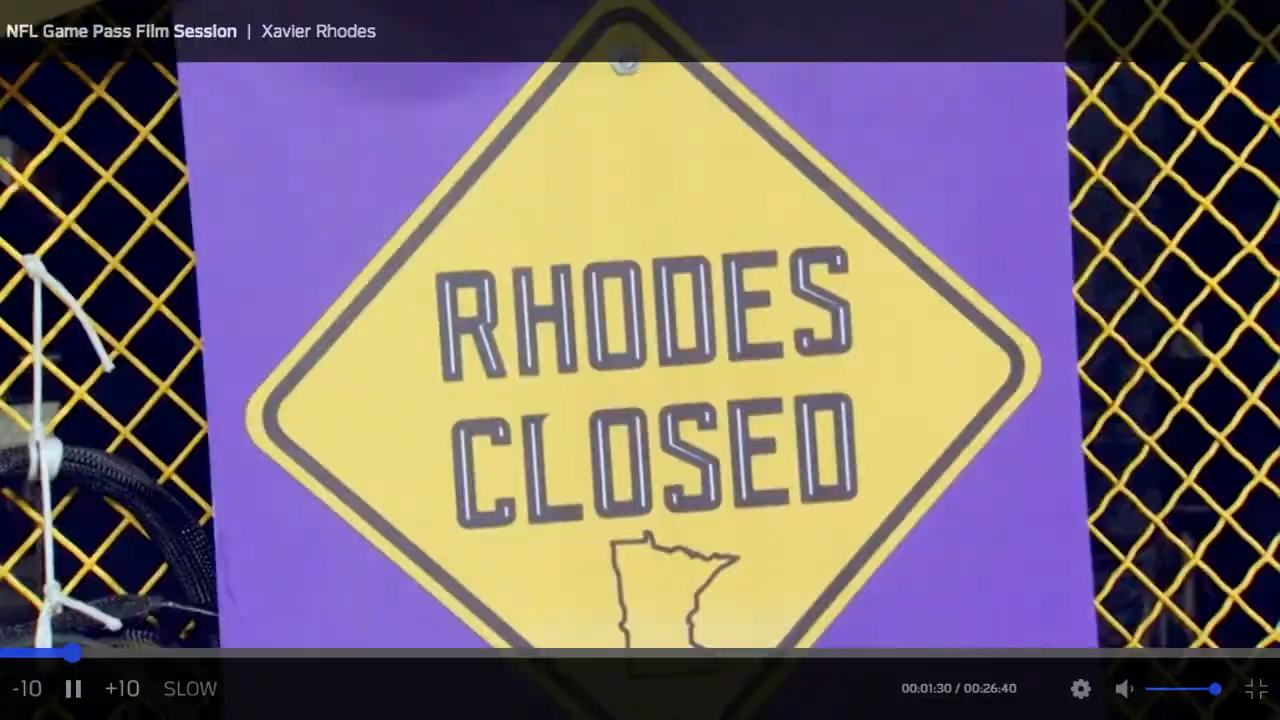 NFL Game Pass Film Session | Xavier Rhodes
RHODES
CLOSED
-10 +10 SLOW 00:01:30 / 00:26:40